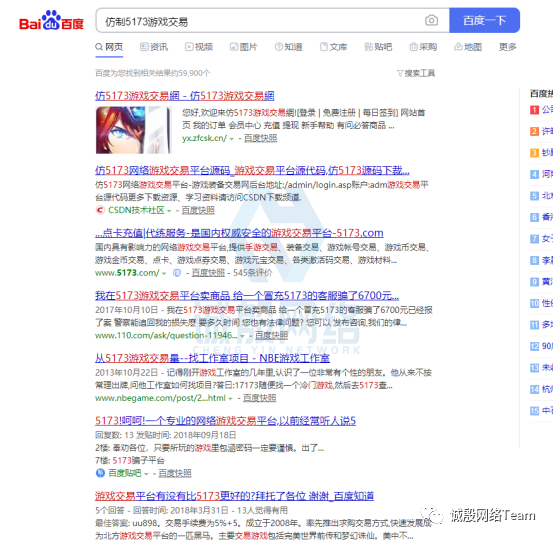 Bai du 百度
仿制5173游戏交易
百度一下
网页 资讯 视频 图片 知道 文库 贴吧 采购 地图 更多
百度为您找到相关结果约59,900个
搜索工具
仿5173游戏交易網 - 仿5173游戏交易網
您好,欢迎来仿5173游戏交易網![登录 | 免费注册 | 每日签到] 网站首
页 我的订单 会员中心 充值 提现 新手帮助 有问必答商品 ...
yx.zfcsk.cn/ - 百度快照
仿5173网络游戏交易平台源码_游戏交易平台源代码,仿5173源码下载...
仿5173网络游戏交易平台-游戏装备交易网后台地址:/admin/login.asp账户:adm游戏交易平
台源代码更多下载资源、学习资料请访问CSDN下载频道.
CSDN技术社区 - 百度快照
...点卡充值|代练服务-是国内权威安全的游戏交易平台-5173.com
国内具有影响力的网络游戏交易平台,提供手游交易、装备交易、游戏帐号交易、游戏币交易、
游戏金币交易、点卡、游戏点券交易、游戏元宝交易、各类激活码交易、游戏材料...
www.5173.com/ - 百度快照 - 545条评价
我在5173游戏交易平台卖商品 给一个冒充5173的客服骗了6700元...
2017年10月10日 - 我在5173游戏交易平台卖商品 给一个冒充5173的客服骗了6700元已经报
案 警察能追回我的损失麽 要多久时间 您也有法律问题? 您可以 发布咨询,我们的律...
www.110.com/ask/question-11946... - 百度快照
从5173游戏交易量--找工作室项目 - NBE游戏工作室
2013年10月22日 - 记得刚开游戏工作室的几年里,认识了一位非常有个性的朋友。他从来不按
常理出牌,问他工作室如何找项目?答曰:17173随便找一个冷门游戏,然后去5173查...
www.nbegame.com/post/2...html - 百度快照
5173!呵呵!一个专业的网络游戏交易平台,以前经常听人说5
回复数: 13 发贴时间: 2018年09月18日
2楼: 奉劝各位，只要所玩的游戏里包涵密码一定要谨慎。出了...
7楼: 5173骗子平台
百度贴吧 - 百度快照
游戏交易平台有没有比5173更好的?拜托了各位 谢谢_百度知道
5个回答 - 回答时间: 2018年3月31日 - 13人觉得有用
最佳答案: uu898。交易手续费为5%+5。成立于2008年。率先推出求购交易方式,快速发展成
为北方游戏交易平台的一匹黑马。主要交易游戏包括完美世界前传和梦幻诛仙。美中不...
百度热
1 公
2 许
3
4 河
5 北
6 香
7 女
8 李
9 黄
10 性
11 多
12 90
13 朱
14 杭
15 中
诚殷网络
CHENG YIN NETWORK
诚殷网络Team